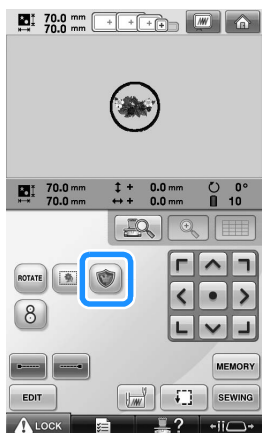 70.0 mm
70.0 mm
70.0 mm + 0.0 mm 0°
70.0 mm + 0.0 mm 10
ROTATE
8
MEMORY
EDIT SEWING
LOCK ?